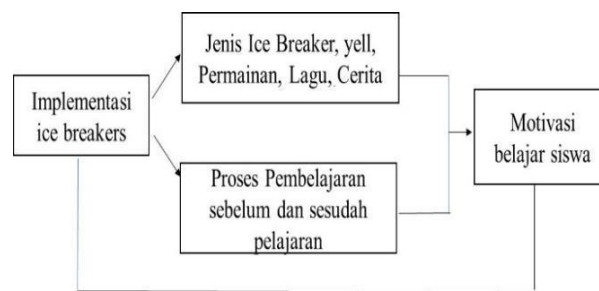 Implementasi
ice breakers
Jenis Ice Breaker, yell,
Permainan, Lagu, Cerita
Proses Pembelajaran
sebelum dan sesudah
pelajaran
Motivasi
belajar siswa